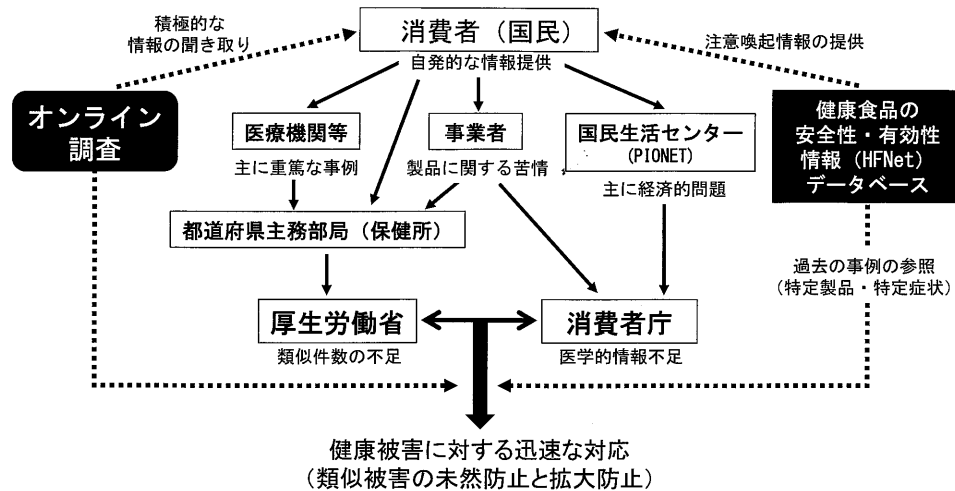 積極的な
情報の聞き取り
消費者（国民）
注意喚起情報の提供
自発的な情報提供
オンライン
調査
医療機関等
事業者
国民生活センター
(PIONET)
健康食品の
安全性・有効性
情報（HFNet）
データベース
主に重篤な事例
製品に関する苦情
主に経済的問題
都道府県主務部局（保健所）
過去の事例の参照
（特定製品・特定症状）
厚生労働省
消費者庁
類似件数の不足
医学的情報不足
健康被害に対する迅速な対応
（類似被害の未然防止と拡大防止）